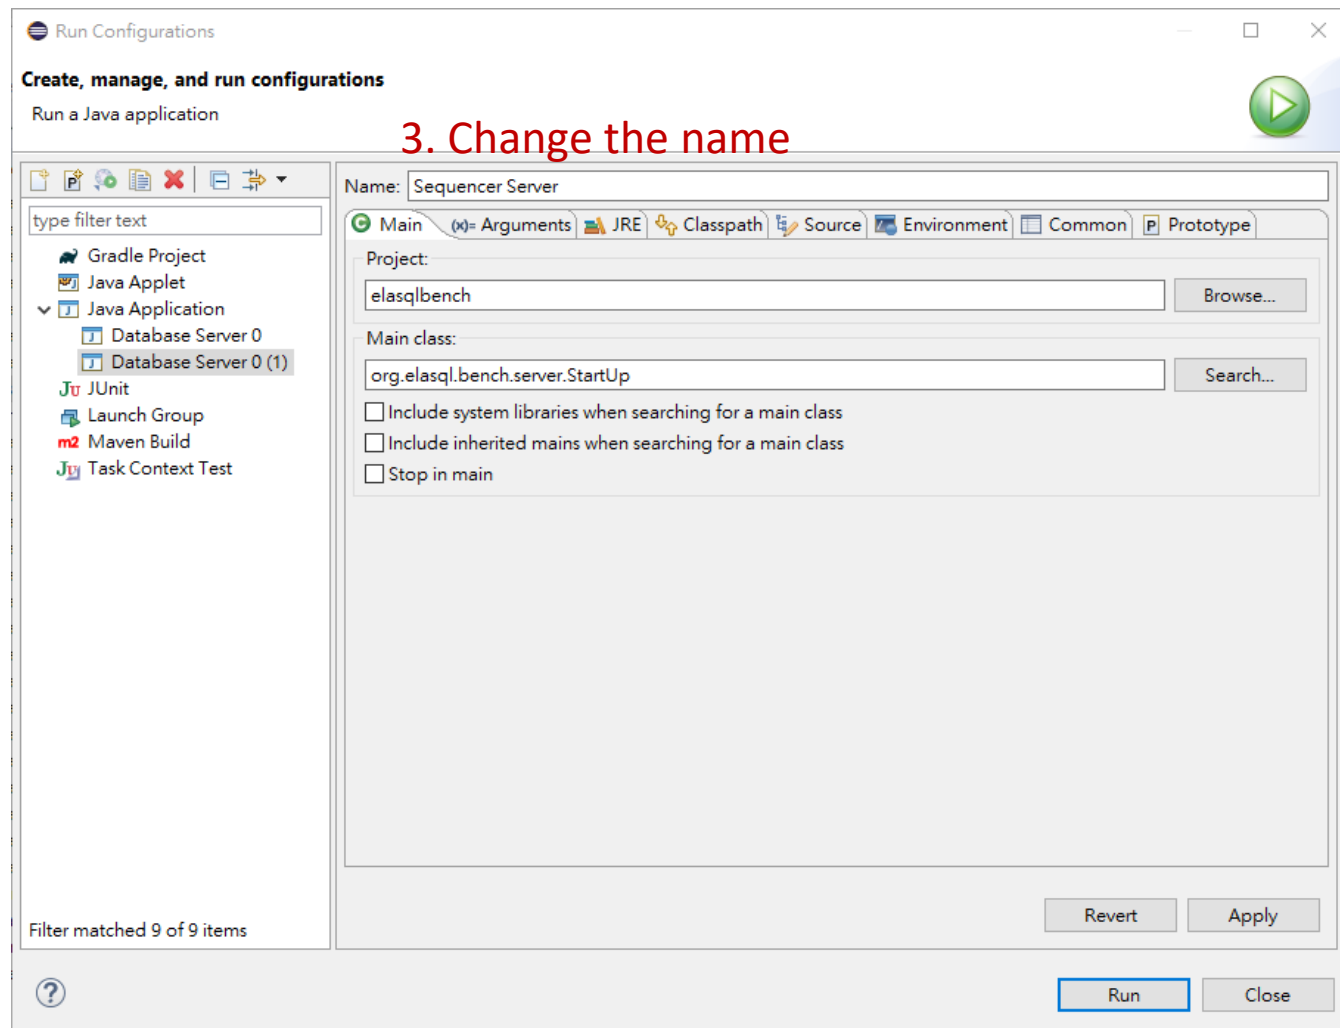 Run Configurations
Create, manage, and run configurations
Run a Java application
3. Change the name
type filter text
Gradle Project
Java Applet
Java Application
Database Server 0
Database Server 0 (1)
JUnit
Launch Group
m2 Maven Build
Task Context Test
Filter matched 9 of 9 items
Name: Sequencer Server
Main (x)= Arguments JRE Classpath Source Environment Common Prototype
Project:
elasqlbench Browse...
Main class:
org.elasql.bench.server.StartUp Search...
Include system libraries when searching for a main class
Include inherited mains when searching for a main class
Stop in main
Revert Apply
Run Close